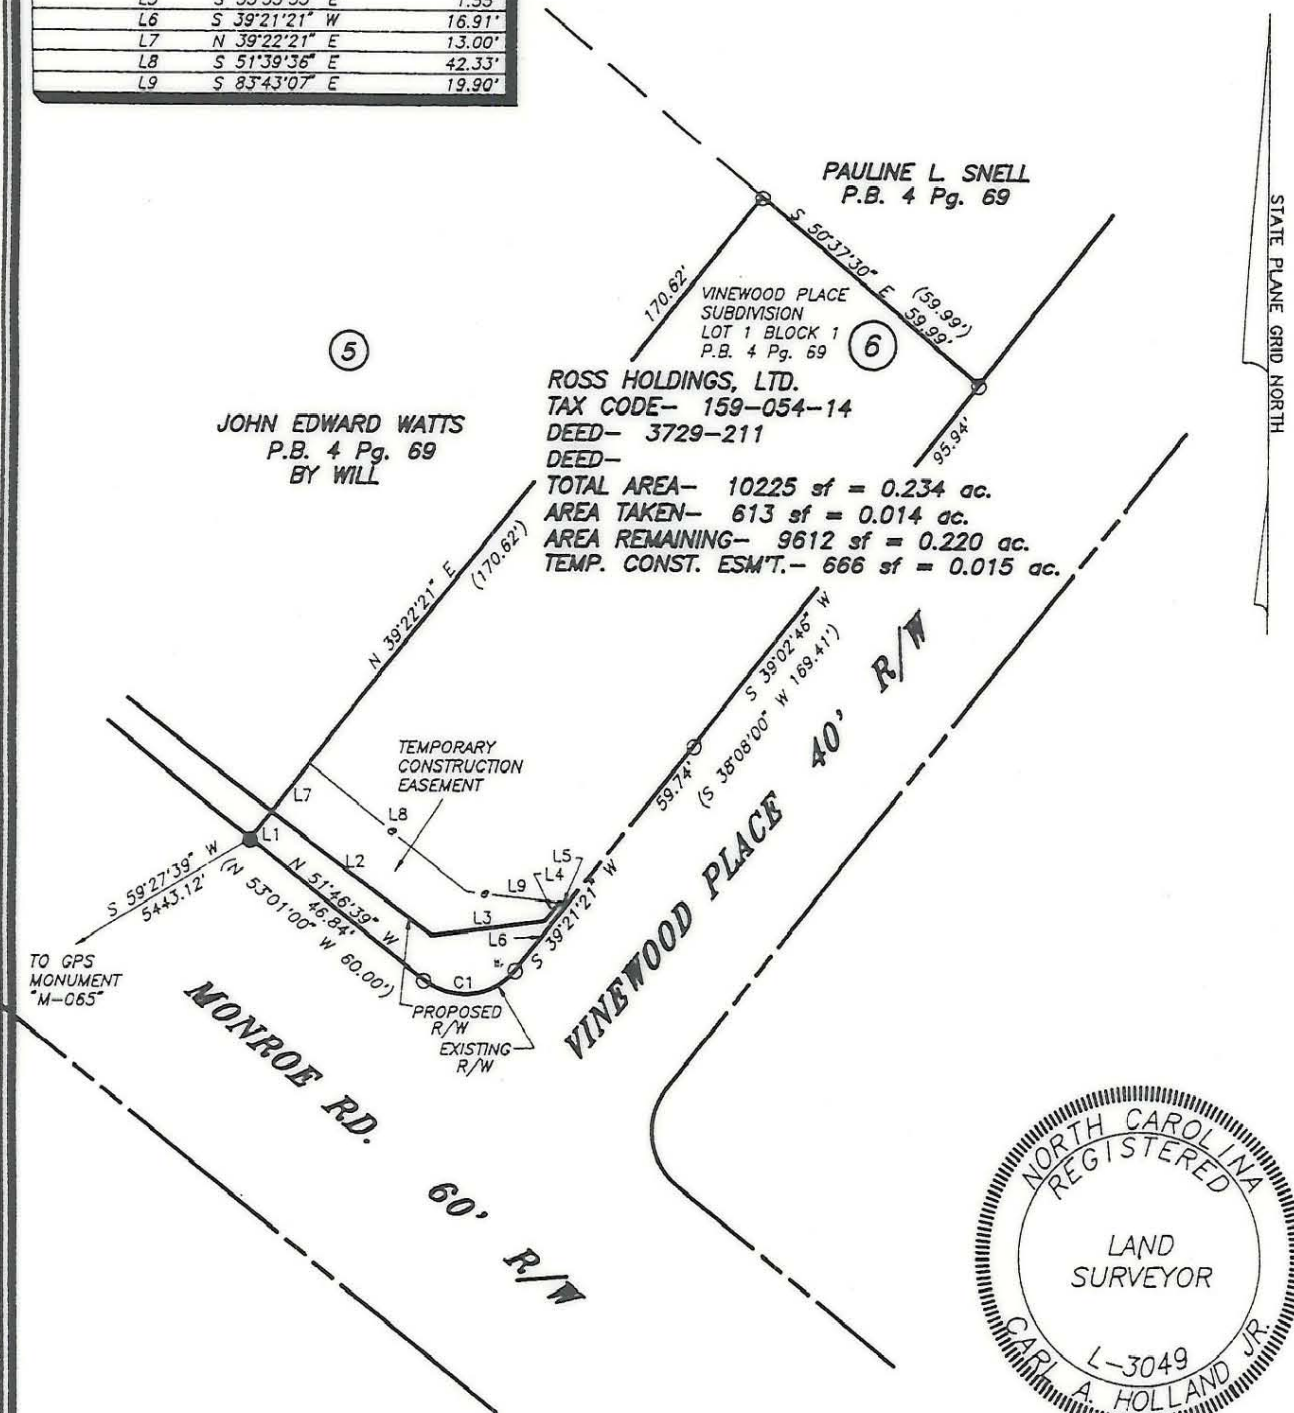 L6 S 39°21'21" W 16.91'
L7 N 39°22'21" E 13.00'
L8 S 51°39'36" E 42.33'
L9 S 83°43'07" E 19.90'
PAULINE L. SNELL
P.B. 4 Pg. 69
STATE PLANE GRID NORTH
S 50°37'30" E
(59.99')
59.99'
170.62'
VINEWOOD PLACE
SUBDIVISION
LOT 1 BLOCK 1
P.B. 4 Pg. 69
6
5
JOHN EDWARD WATTS
P.B. 4 Pg. 69
BY WILL
ROSS HOLDINGS, LTD.
TAX CODE- 159-054-14
DEED- 3729-211
DEED-
TOTAL AREA- 10225 sf = 0.234 ac.
AREA TAKEN- 613 sf = 0.014 ac.
AREA REMAINING- 9612 sf = 0.220 ac.
TEMP. CONST. ESM'T.- 666 sf = 0.015 ac.
95.94'
N 39°22'21" E
(170.62')
S 39°02'46" W
(S 38°08'00" W 169.41')
59.74'
TEMPORARY
CONSTRUCTION
EASEMENT
L7
L8
L1
L2
L5
L4
L9
L3
L6
S 39°21'21" W
C1
N 51°46'39" W
46.84'
(N 53°01'00" W 60.00')
S 59°27'39" W
5443.12'
TO GPS
MONUMENT
"M-065"
PROPOSED
R/W
EXISTING
R/W
MONROE RD. 60' R/W
VINEWOOD PLACE 40' R/W
NORTH CAROLINA
REGISTERED
LAND
SURVEYOR
L-3049
CARL A. HOLLAND JR.